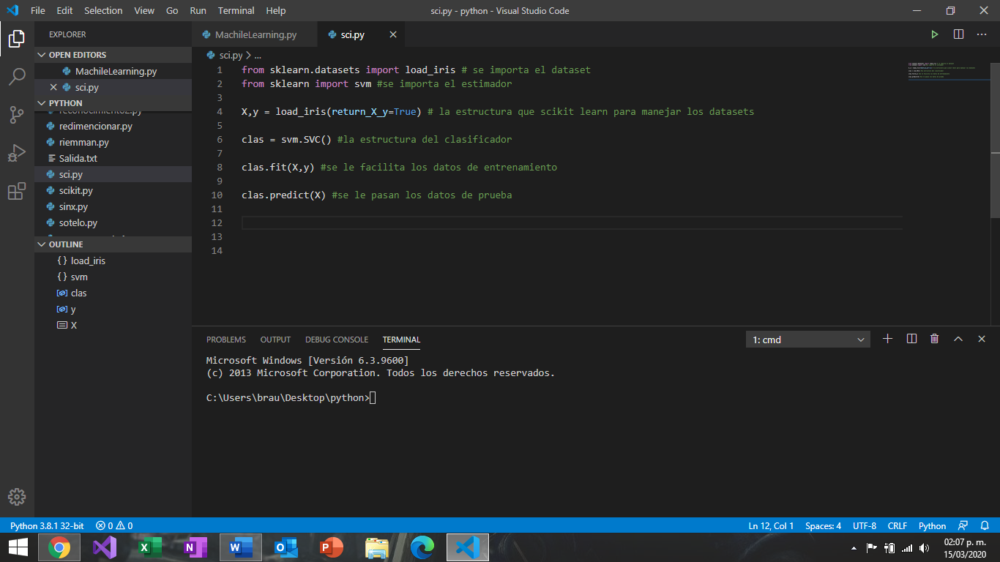 File Edit Selection View Go Run Terminal Help
sci.py - python - Visual Studio Code
EXPLORER
OPEN EDITORS
MachileLearning.py
sci.py
PYTHON
redimencionar.py
riemman.py
Salida.txt
sci.py
scikit.py
sinx.py
sotelo.py
OUTLINE
load_iris
svm
clas
y
X
MachileLearning.py
sci.py
sci.py > ...
1 from sklearn.datasets import load_iris # se importa el dataset
2 from sklearn import svm #se importa el estimador
3
4 X,y = load_iris(return_X_y=True) # la estructura que scikit learn para manejar los datasets
5
6 clas = svm.SVC() #la estructura del clasificador
7
8 clas.fit(X,y) #se le facilita los datos de entrenamiento
9
10 clas.predict(X) #se le pasan los datos de prueba
11
12
13
14
PROBLEMS OUTPUT DEBUG CONSOLE TERMINAL
1: cmd
Microsoft Windows [Versión 6.3.9600]
(c) 2013 Microsoft Corporation. Todos los derechos reservados.
C:\Users\brau\Desktop\python>
Python 3.8.1 32-bit 0 0
Ln 12, Col 1 Spaces: 4 UTF-8 CRLF Python
02:07 p. m.
15/03/2020